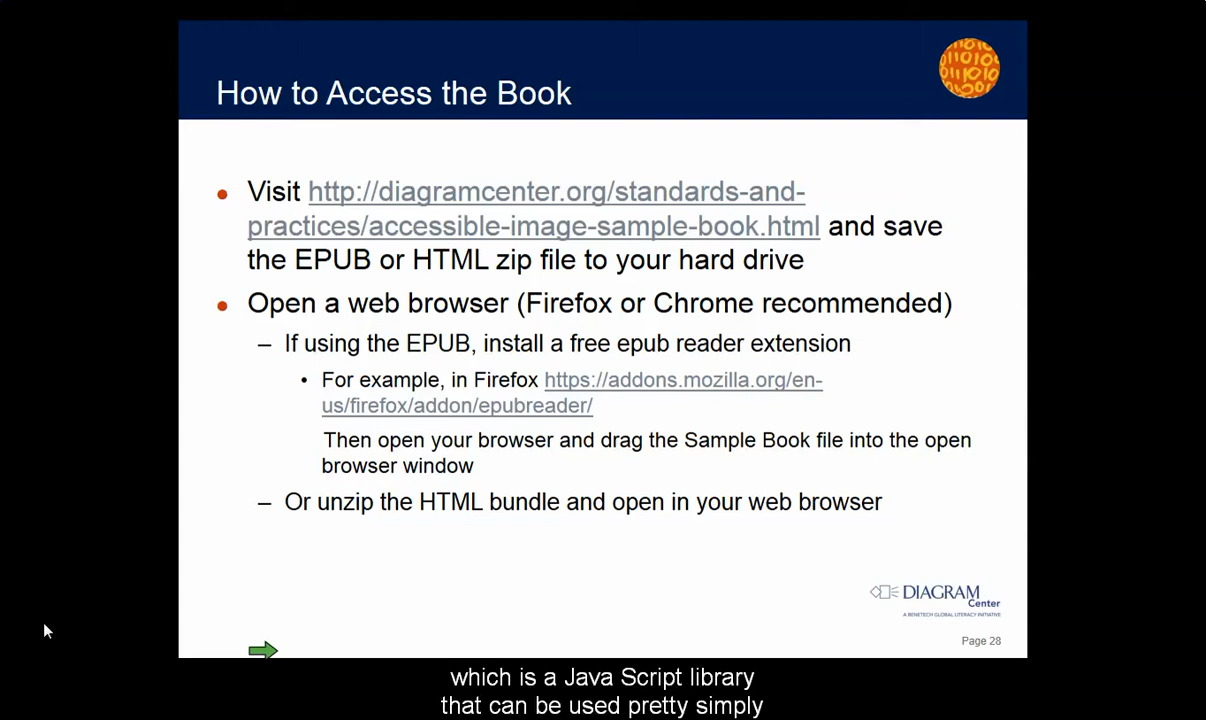 How to Access the Book
• Visit http://diagramcenter.org/standards-and-
practices/accessible-image-sample-book.html and save
the EPUB or HTML zip file to your hard drive
• Open a web browser (Firefox or Chrome recommended)
– If using the EPUB, install a free epub reader extension
• For example, in Firefox https://addons.mozilla.org/en-
us/firefox/addon/epubreader/
Then open your browser and drag the Sample Book file into the open
browser window
– Or unzip the HTML bundle and open in your web browser
DIAGRAM
Center
A BENETECH GLOBAL LITERACY INITIATIVE
Page 28
which is a Java Script library
that can be used pretty simply